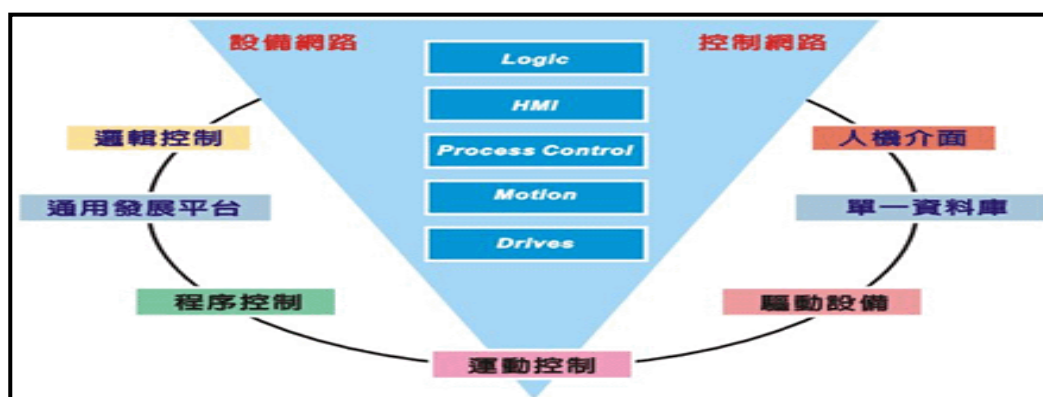 設備網路
控制網路
Logic
HMI
Process Control
Motion
Drives
邏輯控制
人機介面
通用發展平台
單一資料庫
程序控制
驅動設備
運動控制